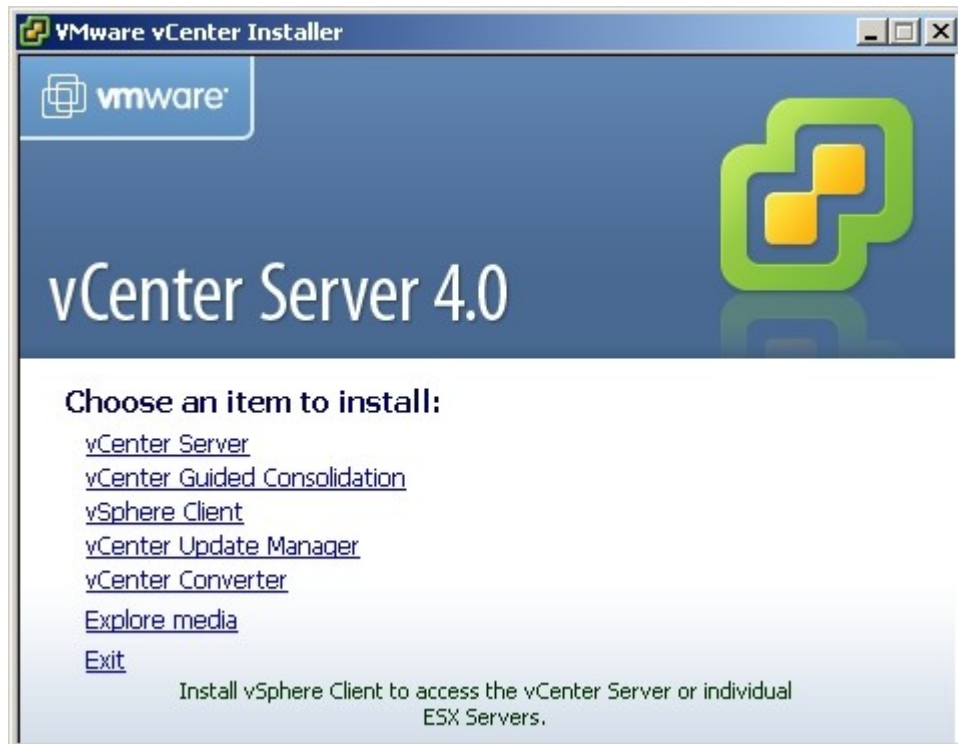 VMware vCenter Installer
vmware
vCenter Server 4.0
Choose an item to install:
vCenter Server
vCenter Guided Consolidation
vSphere Client
vCenter Update Manager
vCenter Converter
Explore media
Exit
Install vSphere Client to access the vCenter Server or individual
ESX Servers.